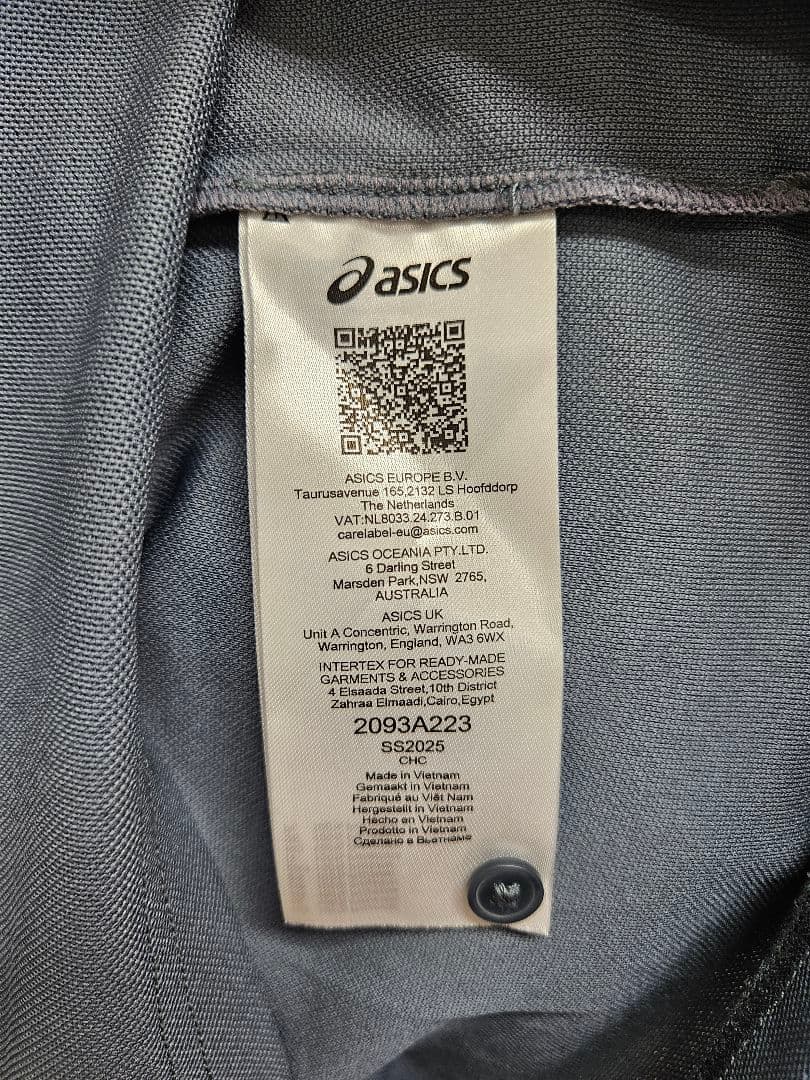 asics
ASICS EUROPE B.V.
Taurusavenue 165,2132 LS Hoofddorp
The Netherlands
VAT:NL8033.24.273.B.01
carelabel-eu@asics.com
ASICS OCEANIA PTY.LTD.
6 Darling Street
Marsden Park,NSW 2765,
AUSTRALIA
ASICS UK
Unit A Concentric, Warrington Road,
Warrington, England, WA3 6WX
INTERTEX FOR READY-MADE
GARMENTS & ACCESSORIES
4 Elsaada Street,10th District
Zahraa Elmaadi,Cairo,Egypt
2093A223
SS2025
CHC
Made in Vietnam
Gemaakt in Vietnam
Fabriqué au Viêt Nam
Hergestellt in Vietnam
Hecho en Vietnam
Prodotto in Vietnam
Сделано в Вьетнаме